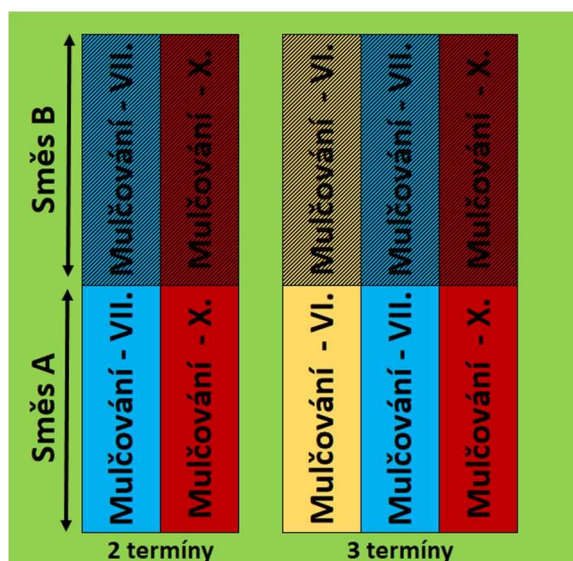 Směs B
Mulčování - VII.
Mulčování - X.
Mulčování - VI.
Mulčování - VII.
Mulčování - X.
Směs A
Mulčování - VII.
Mulčování - X.
Mulčování - VI.
Mulčování - VII.
Mulčování - X.
2 termíny
3 termíny